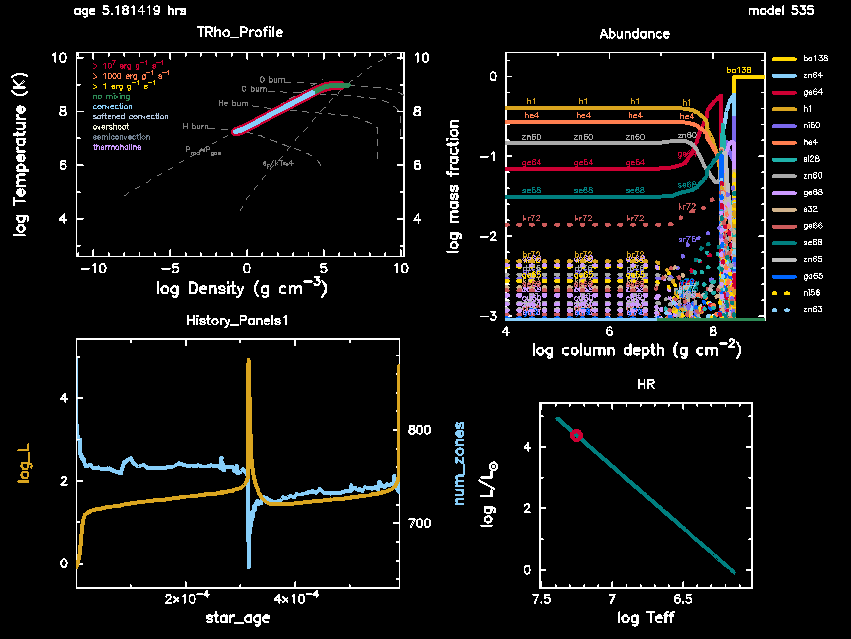 age 5.181419 hrs
model 535
TRho_Profile
log Temperature (K)
10
8
6
4
10
8
6
4
> 10⁷ erg g⁻¹ s⁻¹
> 1000 erg g⁻¹ s⁻¹
> 1 erg g⁻¹ s⁻¹
no mixing
convection
softened convection
overshoot
semiconvection
thermohaline
O burn
C burn
He burn
H burn
−10
−5
0
5
10
log Density (g cm⁻³)
Abundance
log mass fraction
0
−1
−2
−3
h1
h1
h1
h1
he4
he4
he4
he4
zn60
zn60
zn60
zn60
ge64
ge64
ge64
se68
se68
se68
kr72
kr72
kr72
kr72
sr76
4
6
8
log column depth (g cm⁻²)
ba138
ba138
zn64
ge64
h1
ni60
he4
si28
zn60
ge68
s32
ge66
se68
zn65
ga65
ni56
zn63
History_Panels1
log_L
4
2
0
800
700
num_zones
2×10⁻⁴
4×10⁻⁴
star_age
HR
log L/L☉
4
2
0
7.5
7
6.5
log Teff